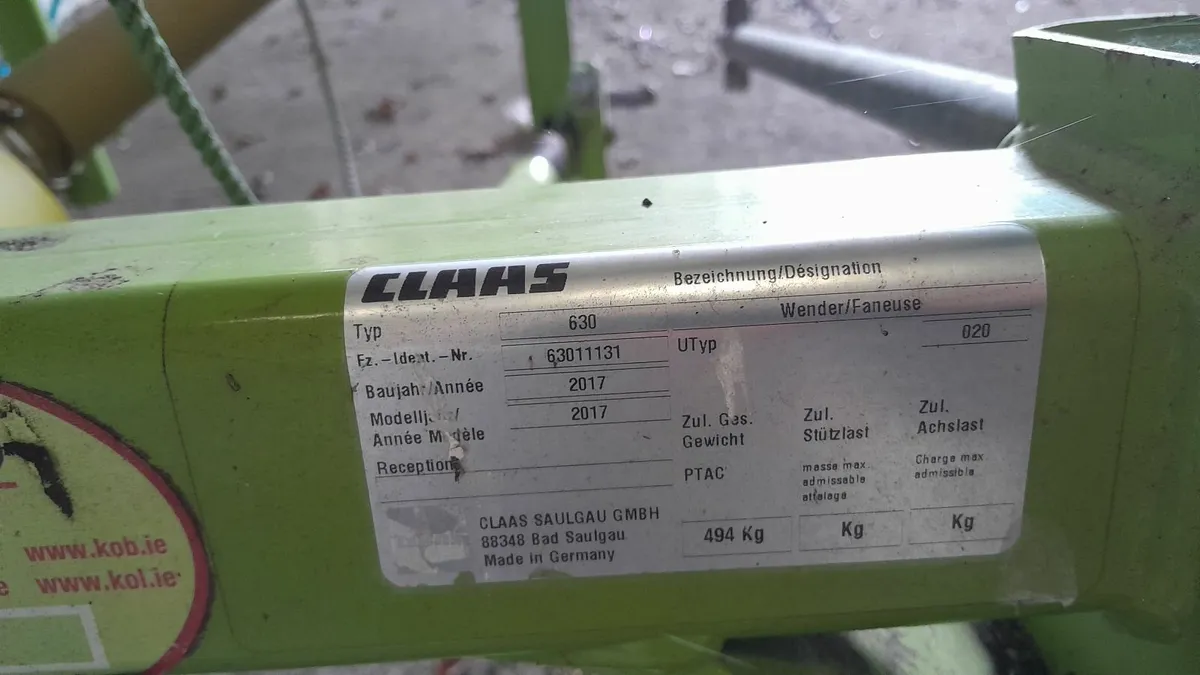 CLAAS
Bezeichnung/Désignation
Wender/Faneuse
Typ 630
Fz.-Ident.-Nr. 63011131
UTyp 020
Baujahr/Année 2017
2017
Année Modèle
Reception
Zul. Ges. Gewicht
PTAC
494 Kg
Zul. Stützlast
masse max.
admissable
attelage
Kg
Zul. Achslast
Charge max.
admissible
Kg
CLAAS SAULGAU GMBH
88348 Bad Saulgau
Made in Germany
www.kob.ie
www.kol.ie